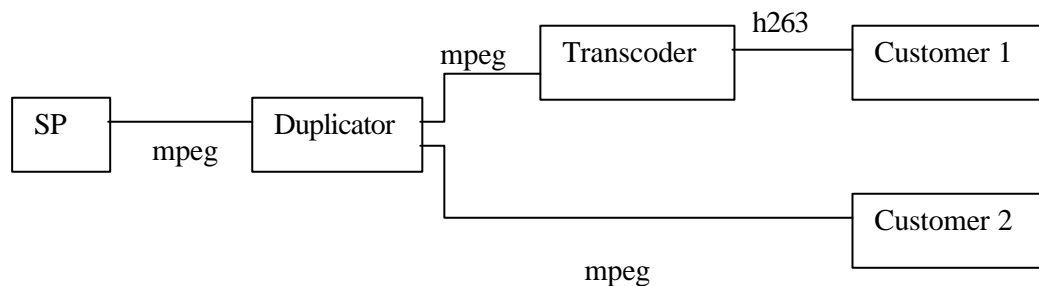 h263
mpeg
Transcoder
Customer 1
SP
Duplicator
mpeg
Customer 2
mpeg